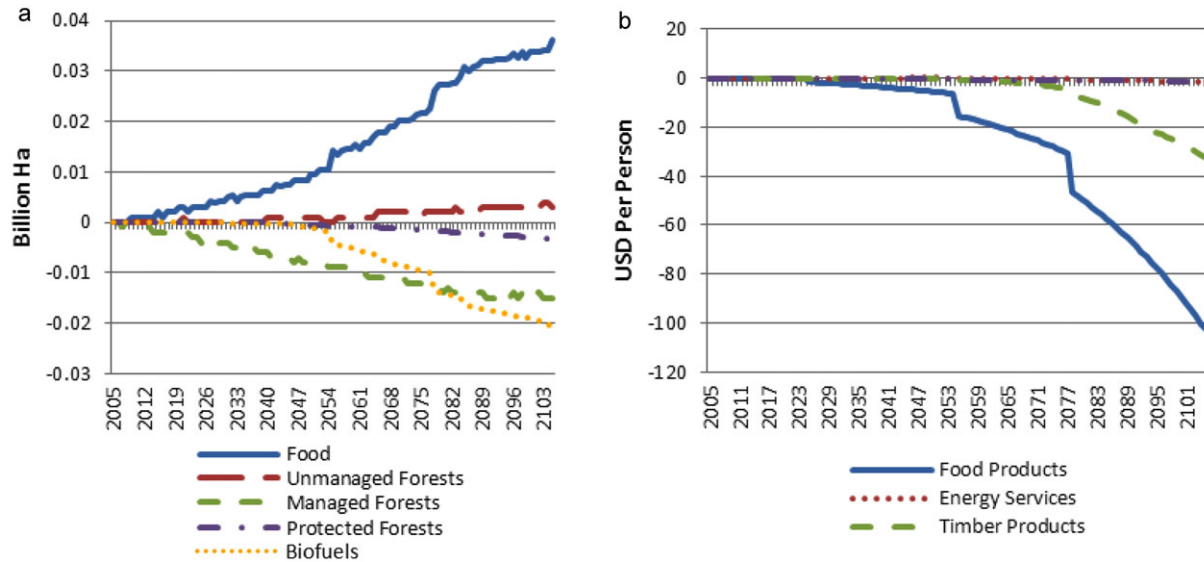 a
Billion Ha
0.04
0.03
0.02
0.01
0
-0.01
-0.02
-0.03
2005 2012 2019 2026 2033 2040 2047 2054 2061 2068 2075 2082 2089 2096 2103
Food
Unmanaged Forests
Managed Forests
Protected Forests
Biofuels
b
USD Per Person
20
0
-20
-40
-60
-80
-100
-120
2005 2011 2017 2023 2029 2035 2041 2047 2053 2059 2065 2071 2077 2083 2089 2095 2101
Food Products
Energy Services
Timber Products